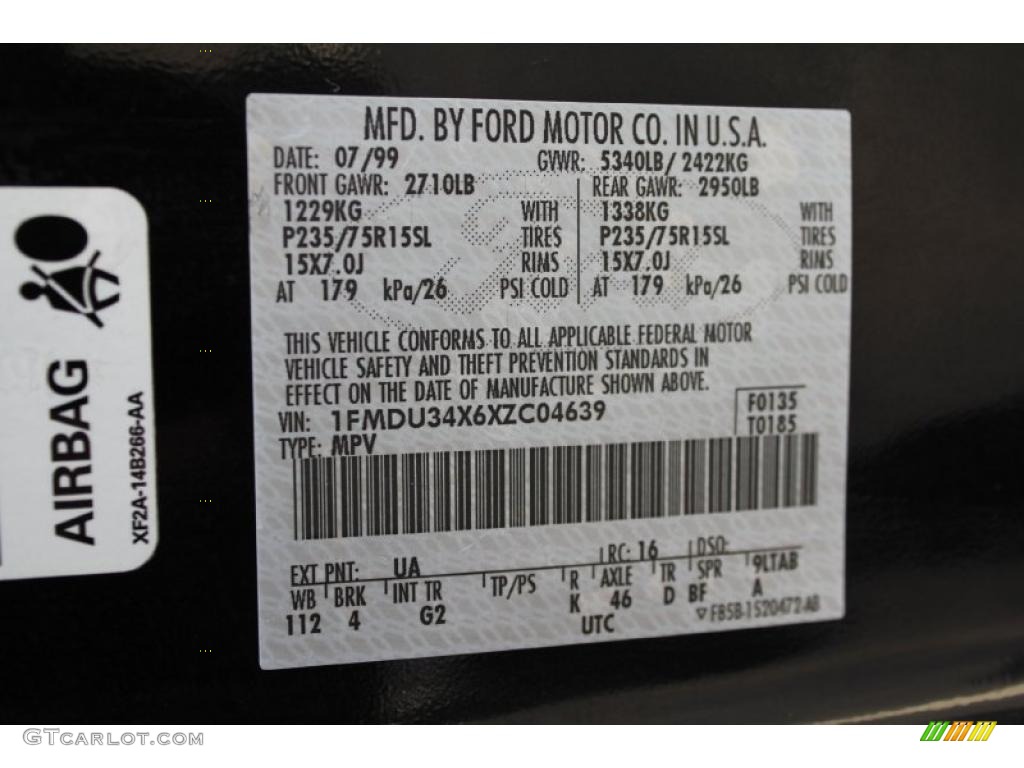 MFD. BY FORD MOTOR CO. IN U.S.A.
DATE: 07/99 GVWR: 5340LB/ 2422KG
FRONT GAWR: 2710LB REAR GAWR: 2950LB
1229KG WITH 1338KG WITH
P235/75R15SL TIRES P235/75R15SL TIRES
15X7.0J RIMS 15X7.0J RIMS
AT 179 kPa/26 PSI COLD AT 179 kPa/26 PSI COLD
THIS VEHICLE CONFORMS TO ALL APPLICABLE FEDERAL MOTOR
VEHICLE SAFETY AND THEFT PREVENTION STANDARDS IN
EFFECT ON THE DATE OF MANUFACTURE SHOWN ABOVE.
VIN: 1FMDU34X6XZC04639 F0135
TYPE: MPV T0185
EXT PNT: UA RC: 16 DSO:
WB BRK INT TR TP/PS R AXLE TR SPR 9LTAB
112 4 G2 K 46 D BF A
UTC ▽F85B-1520472-AB
AIRBAG
XF2A-14B266-AA
GTcarlot.com